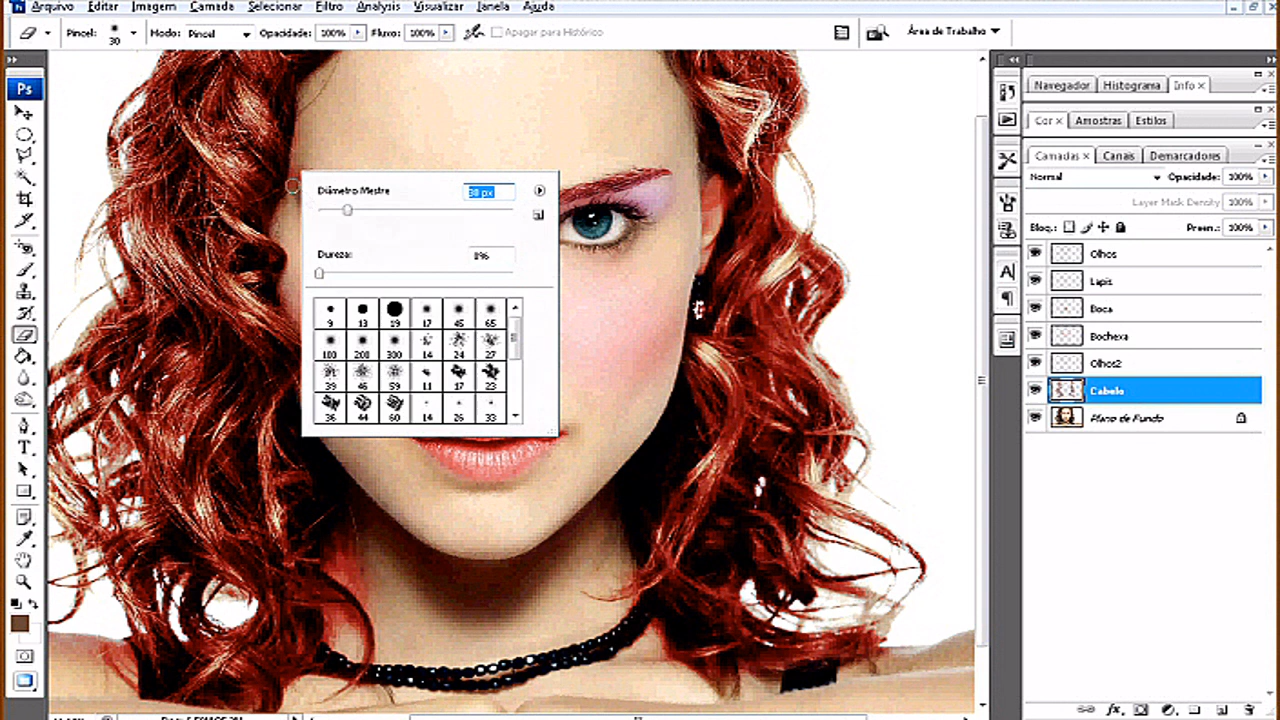 Arquivo Editar Imagem Camada Selecionar Filtro Analysis Visualizar Janela Ajuda
Pincel: 30 Modo: Pincel Opacidade: 100% Fluxo: 100% Apagar para Histórico Área de Trabalho
Ps
Navegador Histograma Info x
Cor x Amostras Estilos
Camadas x Canais Demarcadores
Normal Opacidade: 100%
Layer Mask Density 100%
Bloq.: Preen.: 100%
Olhos
Lapis
Boca
Bochexa
Olhos2
Cabelo
Plano de Fundo
Diâmetro Mestre 30 px
Dureza: 0%
9 13 19 17 45 65
100 200 300 14 24 27
39 46 59 11 17 23
36 44 60 14 26 33